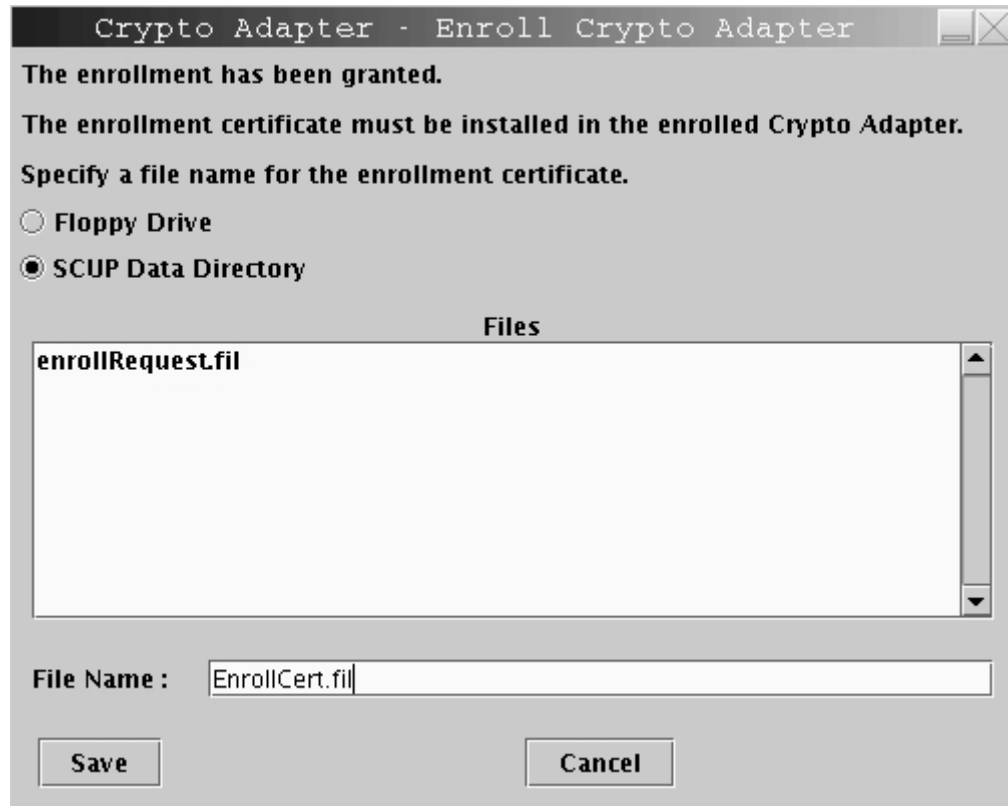 Crypto Adapter - Enroll Crypto Adapter
The enrollment has been granted.
The enrollment certificate must be installed in the enrolled Crypto Adapter.
Specify a file name for the enrollment certificate.
Floppy Drive
SCUP Data Directory
Files
enrollRequest.fil
File Name :
EnrollCert.fil
Save
Cancel